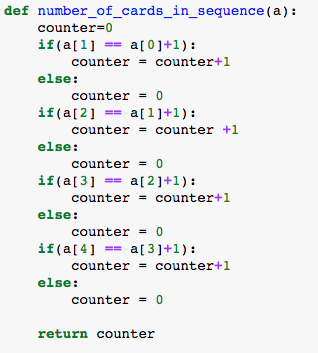 def number_of_cards_in_sequence(a):
    counter=0
    if(a[1] == a[0]+1):
        counter = counter+1
    else:
        counter = 0
    if(a[2] == a[1]+1):
        counter = counter +1
    else:
        counter = 0
    if(a[3] == a[2]+1):
        counter = counter+1
    else:
        counter = 0
    if(a[4] == a[3]+1):
        counter = counter+1
    else:
        counter = 0

    return counter